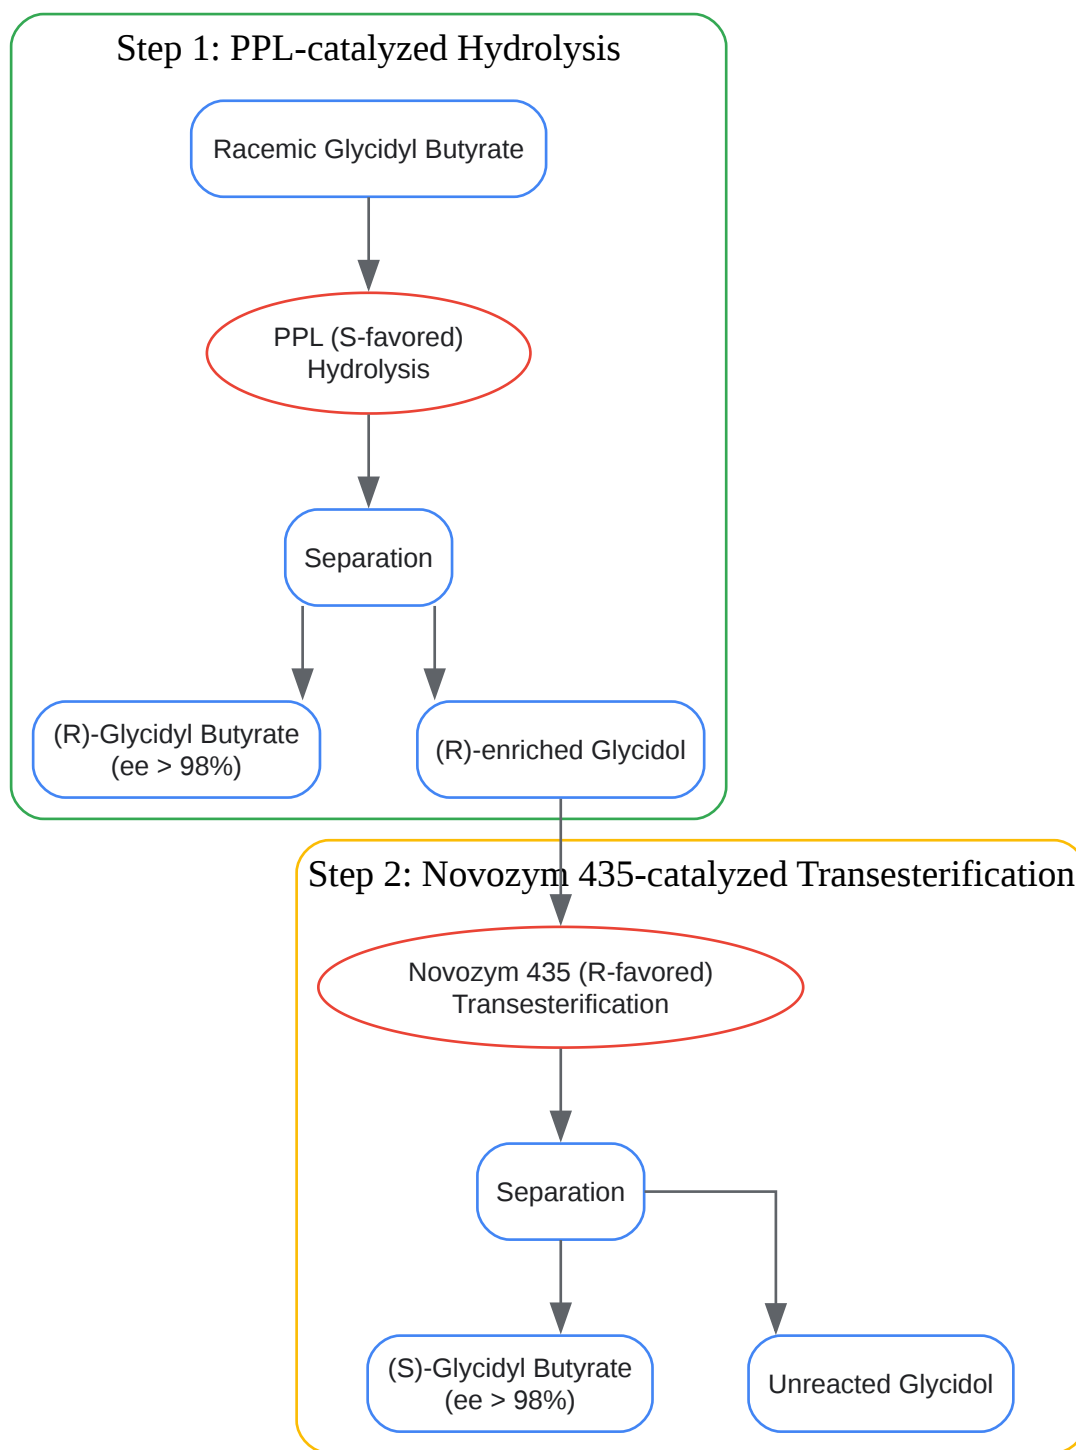 Step 1: PPL-catalyzed Hydrolysis
Racemic Glycidyl Butyrate
PPL (S-favored)
Hydrolysis
Separation
(R)-Glycidyl Butyrate
(ee > 98%)
(R)-enriched Glycidol
Step 2: Novozym 435-catalyzed Transesterification
Novozym 435 (R-favored)
Transesterification
Separation
(S)-Glycidyl Butyrate
(ee > 98%)
Unreacted Glycidol